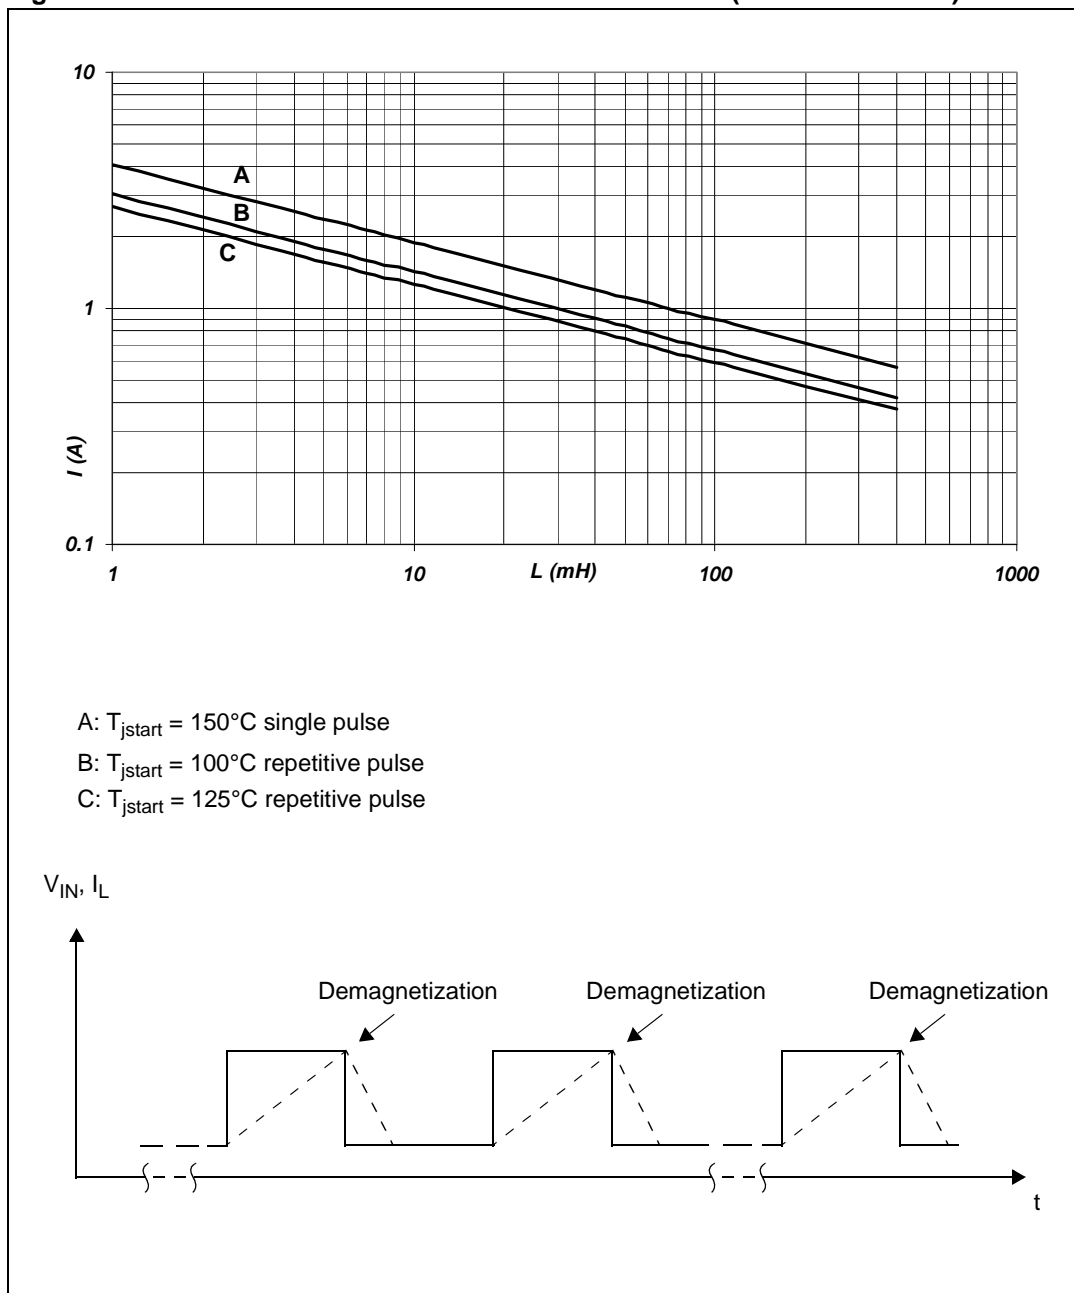 10
A
B
C
1
I (A)
0.1
1
10
L (mH)
100
1000
A: Tjstart = 150°C single pulse
B: Tjstart = 100°C repetitive pulse
C: Tjstart = 125°C repetitive pulse
VIN, IL
Demagnetization
Demagnetization
Demagnetization
t